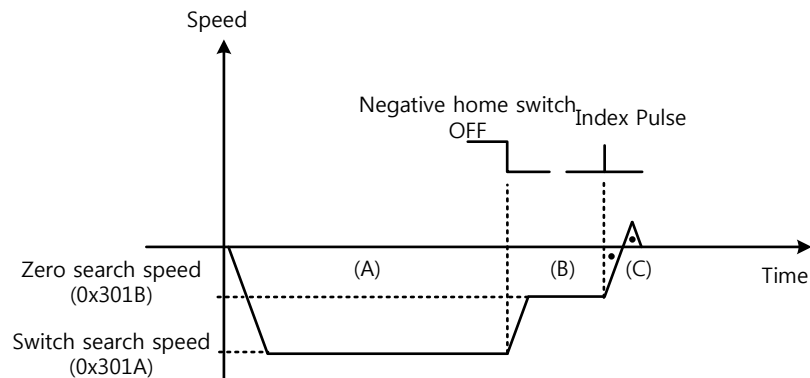 Speed
Negative home switch
OFF
Index Pulse
Zero search speed
(0x301B)
(A)
(B)
(C)
Time
Switch search speed
(0x301A)